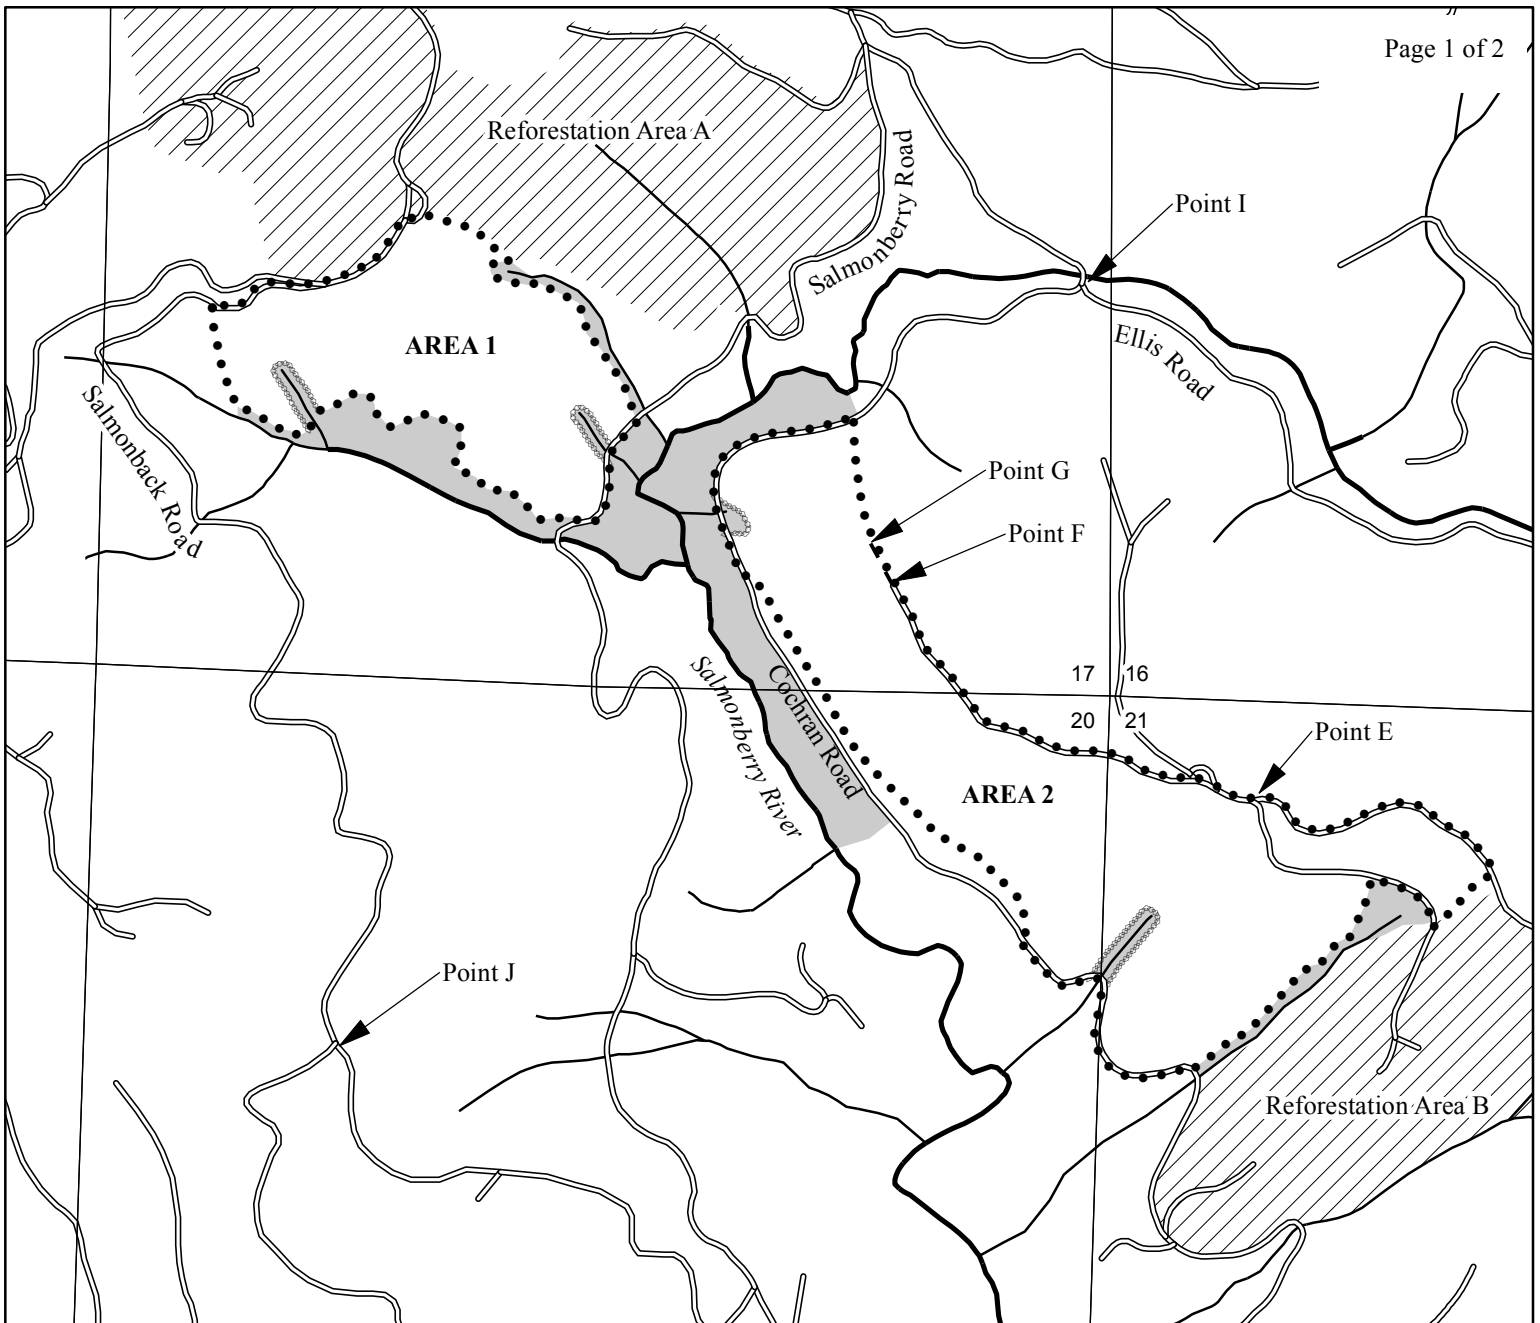 Page 1 of 2
Reforestation Area A
Salmonberry Road
Point I
AREA 1
Ellis Road
Salmonback Road
Point G
Point F
17 16
20 21
Salmonberry River
Cochran Road
Point E
AREA 2
Point J
Reforestation Area B